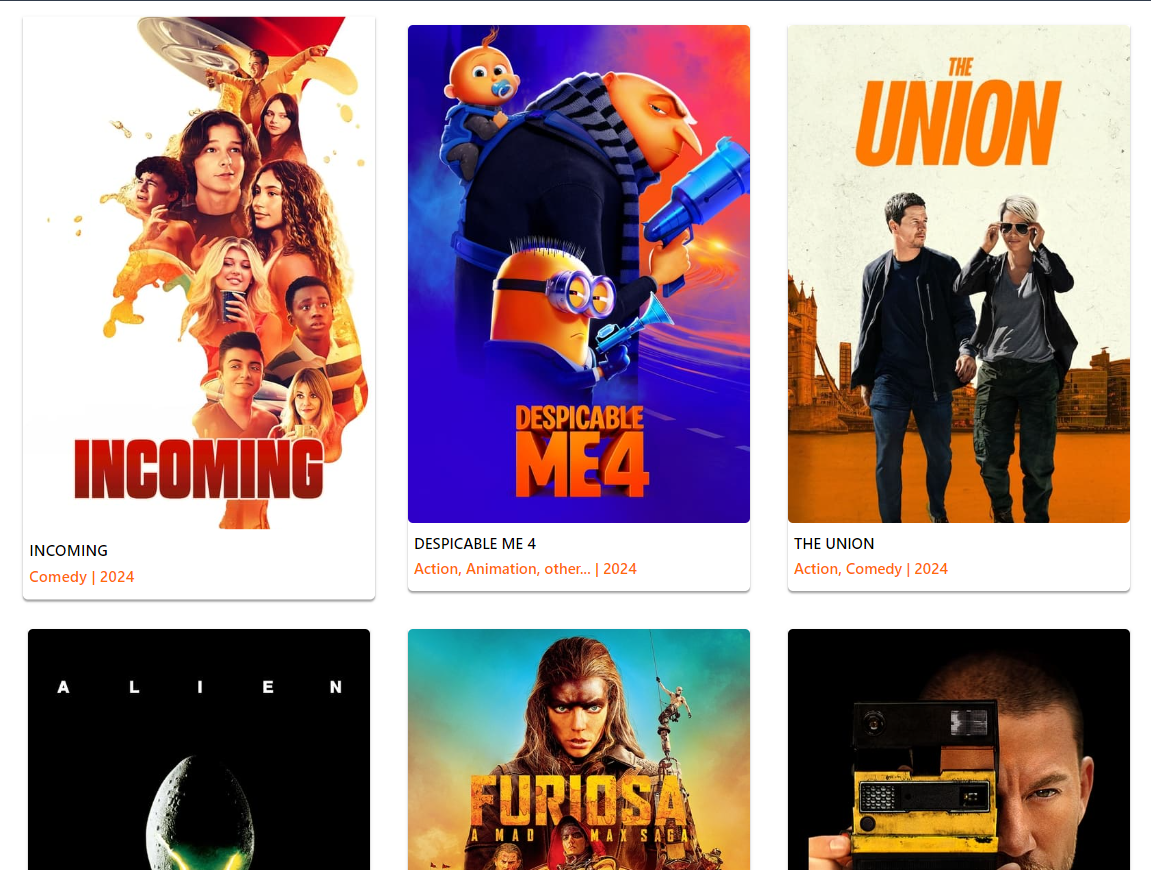 INCOMING
INCOMING
Comedy | 2024
DESPICABLE
ME 4
DESPICABLE ME 4
Action, Animation, other... | 2024
THE
UNION
THE UNION
Action, Comedy | 2024
A L I E N
FURIOSA
A MAD MAX SAGA